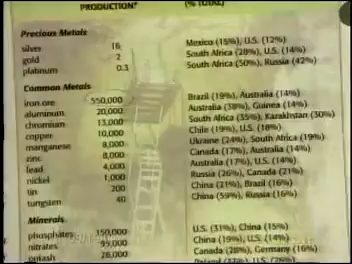 PRODUCTION* (% TOTAL)
Precious Metals
silver 16 Mexico (15%), U.S. (12%)
gold 2 South Africa (28%), U.S. (14%)
platinum 0.3 South Africa (50%), Russia (42%)
Common Metals
iron ore 550,000 Brazil (19%), Australia (14%)
aluminum 20,000 Australia (38%), Guinea (14%)
chromium 13,000 South Africa (35%), Kazakhstan (30%)
copper 10,000 Chile (19%), U.S. (18%)
manganese 8,000 Ukraine (24%), South Africa (19%)
zinc 8,000 Canada (17%), Australia (14%)
lead 4,000 Australia (17%), U.S. (14%)
nickel 1,000 Russia (26%), Canada (21%)
tin 200 China (21%), Brazil (16%)
tungsten 40 China (59%), Russia (16%)
Minerals
phosphates 150,000 U.S. (31%), China (15%)
nitrates 95,000 China (19%), U.S. (14%)
potash 26,000 Canada (28%), Germany (16%)